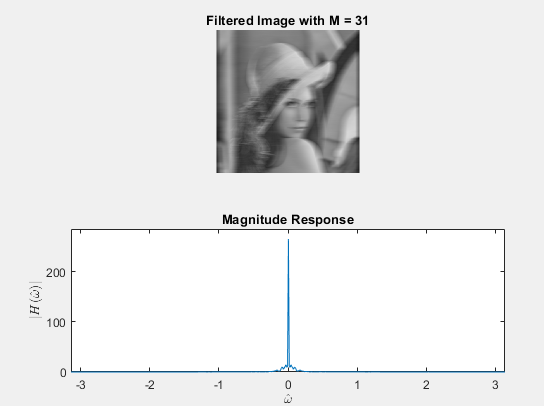 Filtered Image with M = 31
Magnitude Response
|H(ω̂)|
200
100
0
-3 -2 -1 0 1 2 3
ω̂